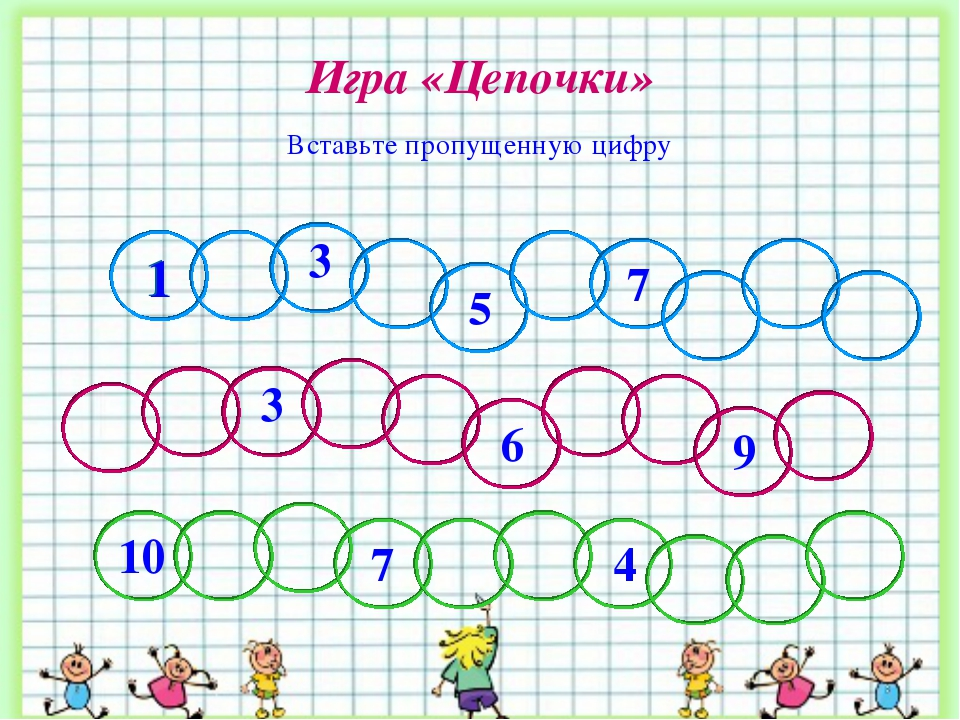 Игра «Цепочки»
Вставьте пропущенную цифру
1 3 5 7
3 6 9
10 7 4